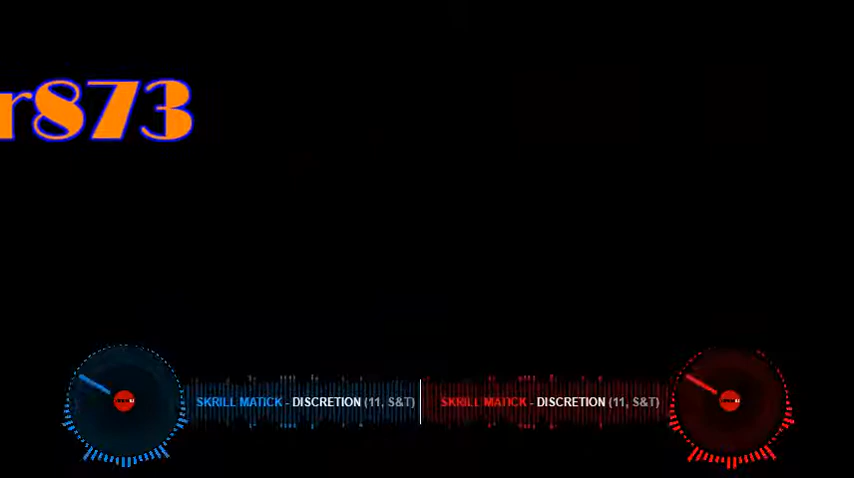 r873
SKRILL MATICK - DISCRETION (11, S&T)
SKRILL MATICK - DISCRETION (11, S&T)